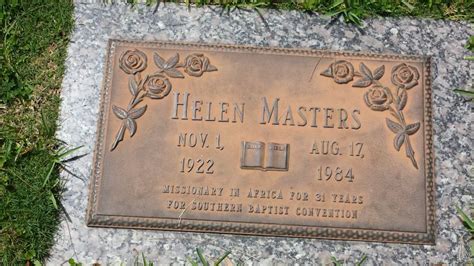 HELEN MASTERS
NOV. 1, AUG. 17,
1922 1984
MISSIONARY IN AFRICA FOR 31 YEARS
FOR SOUTHERN BAPTIST CONVENTION